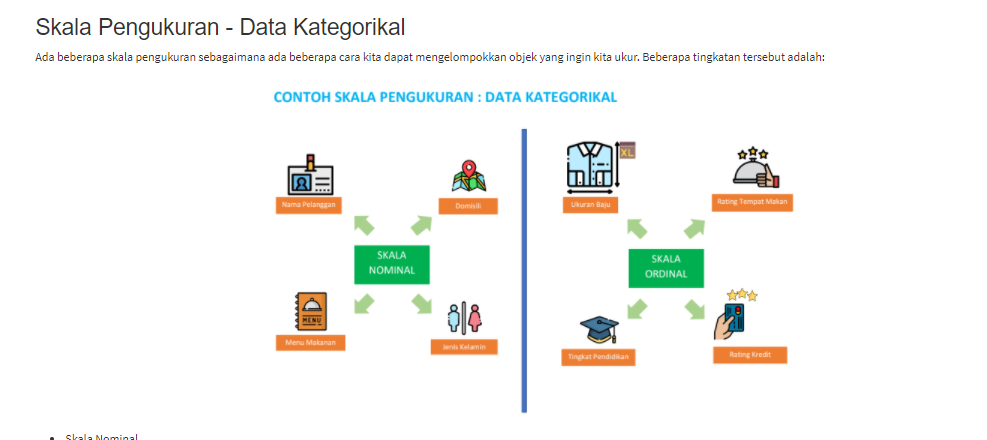 Skala Pengukuran - Data Kategorikal
Ada beberapa skala pengukuran sebagaimana ada beberapa cara kita dapat mengelompokkan objek yang ingin kita ukur. Beberapa tingkatan tersebut adalah:
CONTOH SKALA PENGUKURAN : DATA KATEGORIKAL
Nama Pelanggan
Domisili
SKALA
NOMINAL
MENU
Menu Makanan
Jenis Kelamin
XL
Ukuran Baju
Rating Tempat Makan
SKALA
ORDINAL
Tingkat Pendidikan
Rating Kredit
• Skala Nominal